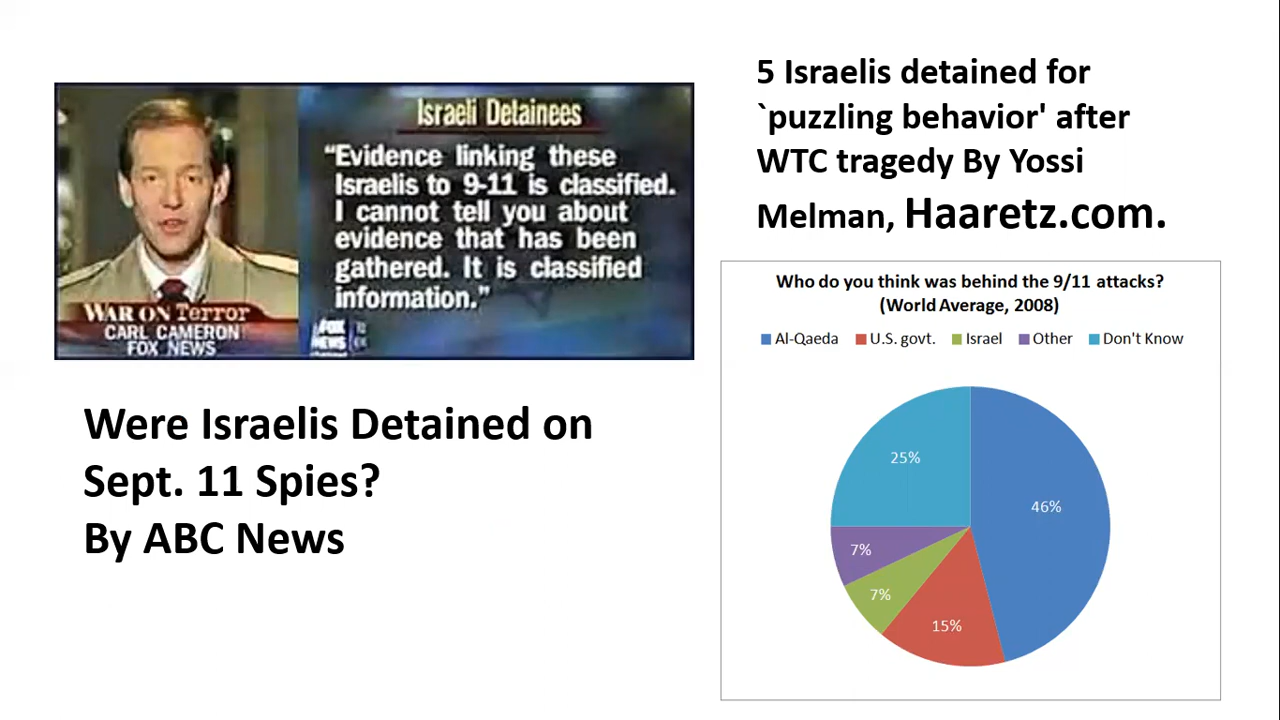 Israeli Detainees
"Evidence linking these
Israelis to 9-11 is classified.
I cannot tell you about
evidence that has been
gathered. It is classified
information."
WAR ON Terror
CARL CAMERON
FOX NEWS
FOX
NEWS
channel
5 Israelis detained for
`puzzling behavior' after
WTC tragedy By Yossi
Melman, Haaretz.com.
Were Israelis Detained on
Sept. 11 Spies?
By ABC News
Who do you think was behind the 9/11 attacks?
(World Average, 2008)
Al-Qaeda U.S. govt. Israel Other Don't Know
25%
46%
7%
7%
15%